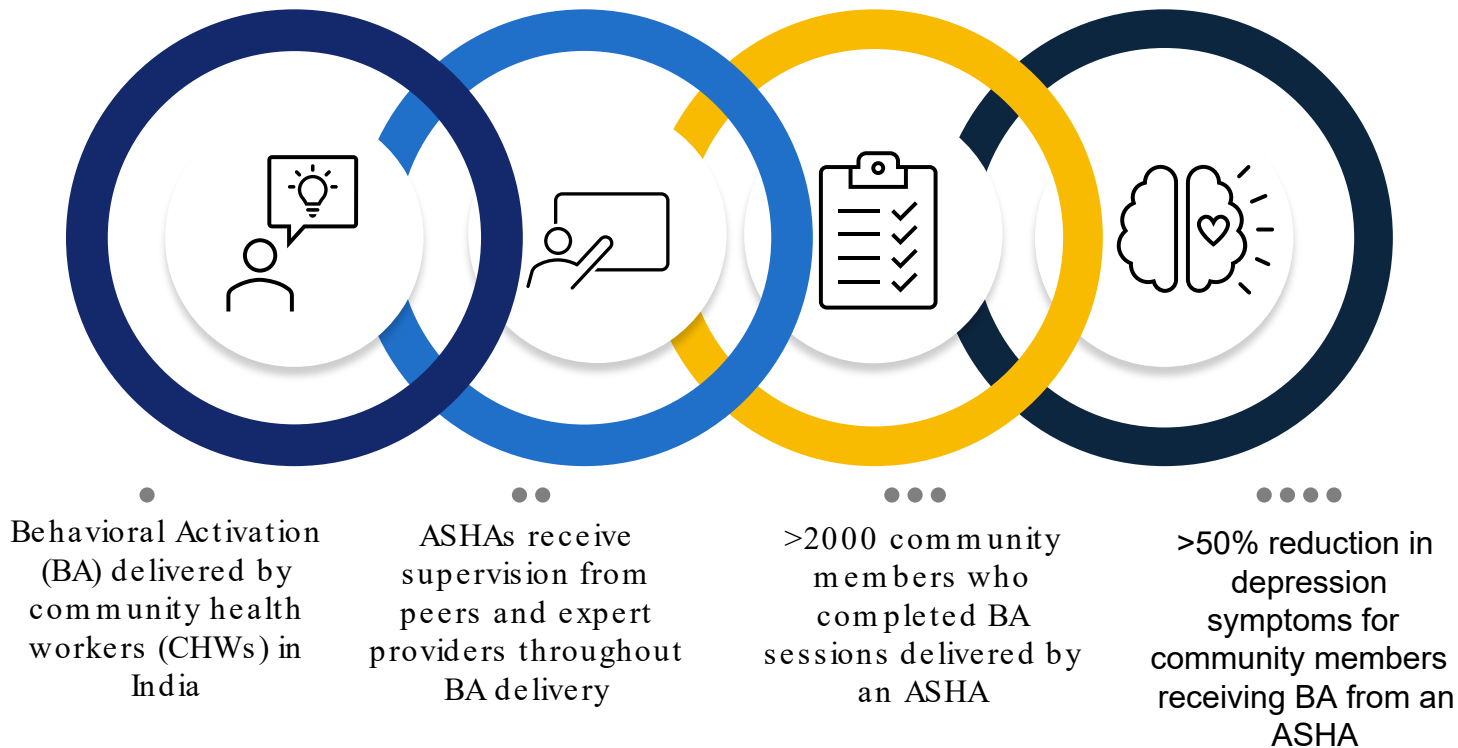 Behavioral Activation
(BA) delivered by
community health
workers (CHWs) in
India
ASHAs receive
supervision from
peers and expert
providers throughout
BA delivery
>2000 community
members who
completed BA
sessions delivered by
an ASHA
>50% reduction in
depression
symptoms for
community members
receiving BA from an
ASHA